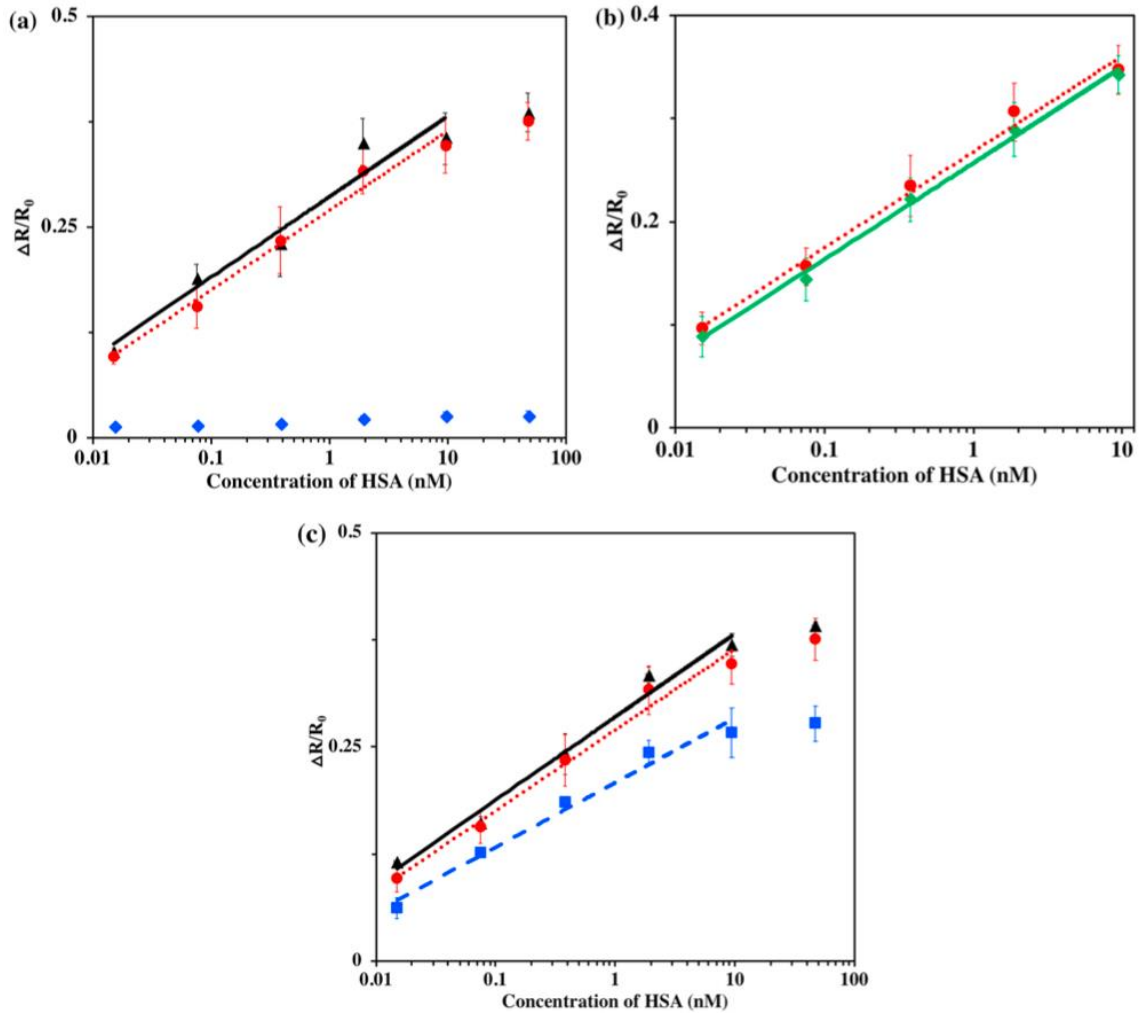 (a)
0.5
0.25
0
ΔR/R₀
0.01 0.1 1 10 100
Concentration of HSA (nM)
(b)
0.4
0.2
0
ΔR/R₀
0.01 0.1 1 10
Concentration of HSA (nM)
(c)
0.5
0.25
0
ΔR/R₀
0.01 0.1 1 10 100
Concentration of HSA (nM)